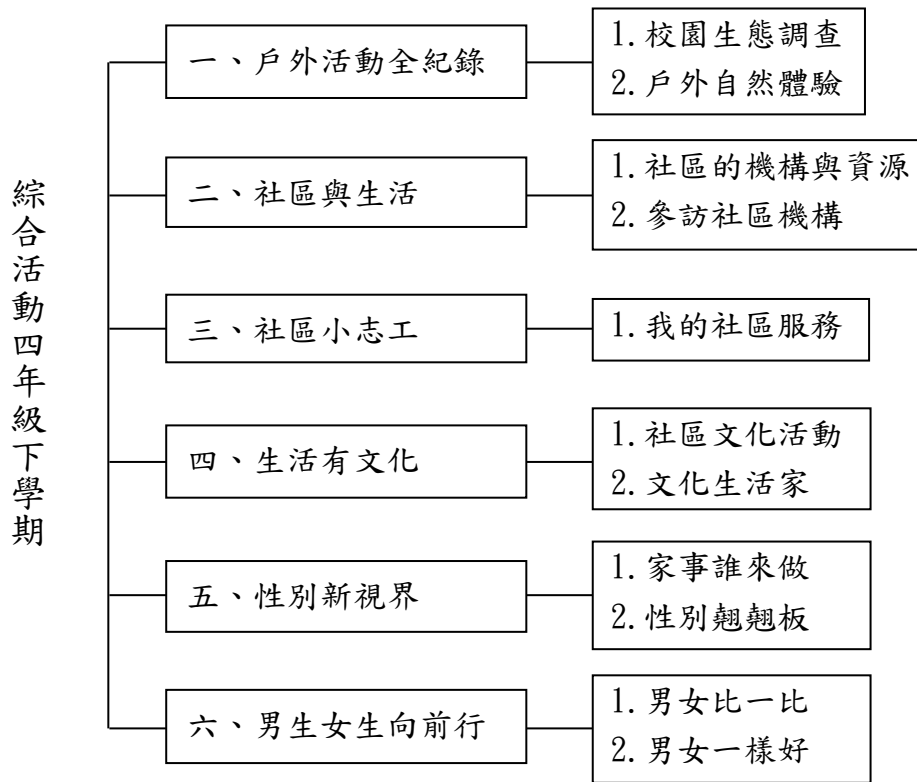 綜合活動四年級下學期
一、戶外活動全紀錄
1.校園生態調查
2.戶外自然體驗
二、社區與生活
1.社區的機構與資源
2.參訪社區機構
三、社區小志工
1.我的社區服務
四、生活有文化
1.社區文化活動
2.文化生活家
五、性別新視界
1.家事誰來做
2.性別翹翹板
六、男生女生向前行
1.男女比一比
2.男女一樣好